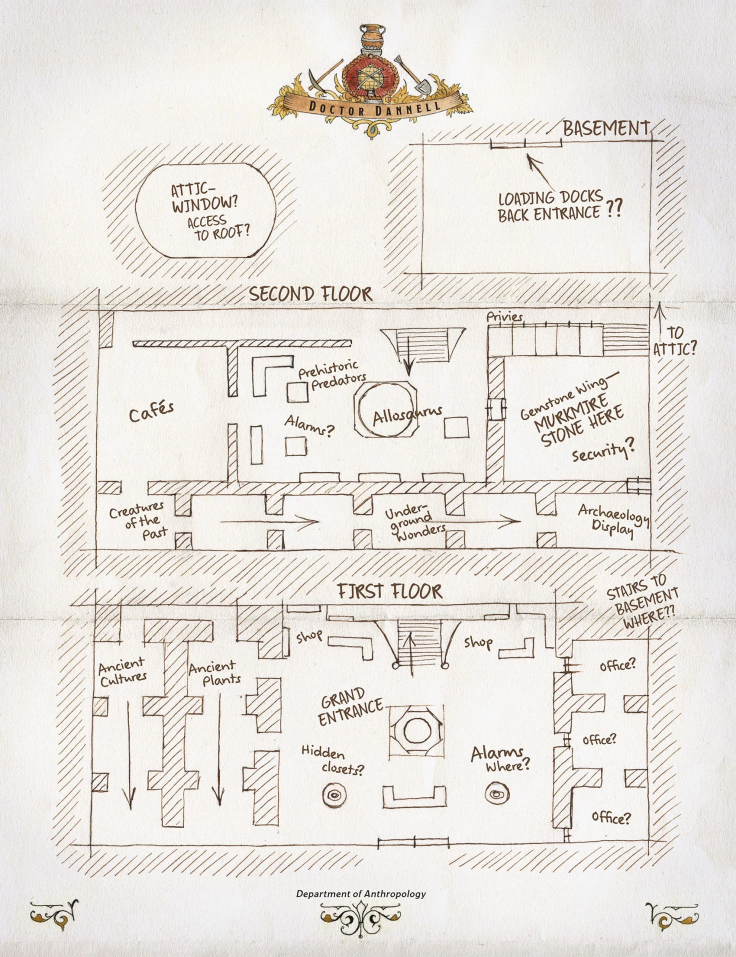 DOCTOR DANNELL
BASEMENT
ATTIC-
WINDOW?
ACCESS
TO ROOF?
LOADING DOCKS
BACK ENTRANCE ??
SECOND FLOOR
TO
ATTIC?
Privies
Prehistoric
Predators
Cafés
Alarms?
Allosaurus
Gemstone Wing—
MURKMIRE
STONE HERE
Security?
Creatures
of the
Past
Under-
ground
Wonders
Archaeology
Display
FIRST FLOOR
STAIRS TO
BASEMENT
WHERE??
Shop
Shop
Ancient
Cultures
Ancient
Plants
Office?
GRAND
ENTRANCE
Office?
Hidden
closets?
Alarms
Where?
Office?
Department of Anthropology